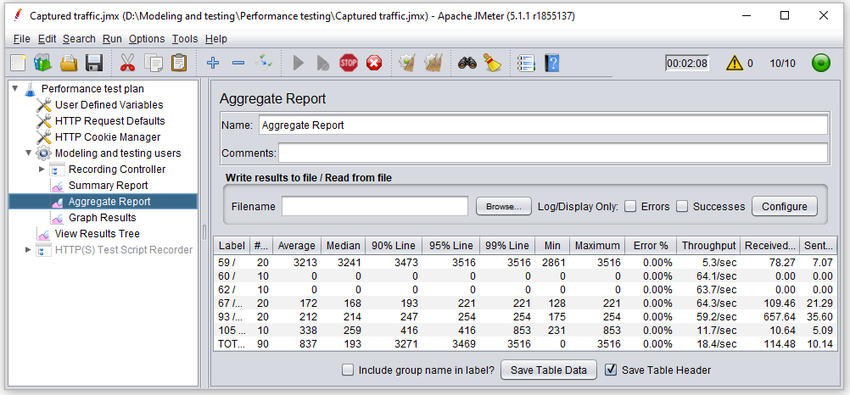 Captured traffic.jmx (D:\Modeling and testing\Performance testing\Captured traffic.jmx) - Apache JMeter (5.1.1 r1855137)
File Edit Search Run Options Tools Help
STOP 00:02:08 0 10/10
Performance test plan
User Defined Variables
HTTP Request Defaults
HTTP Cookie Manager
Modeling and testing users
Recording Controller
Summary Report
Aggregate Report
Graph Results
View Results Tree
HTTP(S) Test Script Recorder
Aggregate Report
Name: Aggregate Report
Comments:
Write results to file / Read from file
Filename Browse... Log/Display Only: Errors Successes Configure
Label #... Average Median 90% Line 95% Line 99% Line Min Maximum Error % Throughput Received... Sent...
59 / 20 3213 3241 3473 3516 3516 2861 3516 0.00% 5.3/sec 78.27 7.07
60 / 10 0 0 0 0 0 0 0 0.00% 64.1/sec 0.00 0.00
62 / 10 0 0 0 0 0 0 0 0.00% 63.7/sec 0.00 0.00
67 /... 20 172 168 193 221 221 128 221 0.00% 64.3/sec 109.46 21.29
93 /... 20 212 214 247 254 254 175 254 0.00% 59.2/sec 657.64 35.60
105 ... 10 338 259 416 416 853 231 853 0.00% 11.7/sec 10.64 5.09
TOT... 90 837 193 3271 3469 3516 0 3516 0.00% 18.4/sec 114.48 10.14
Include group name in label? Save Table Data Save Table Header